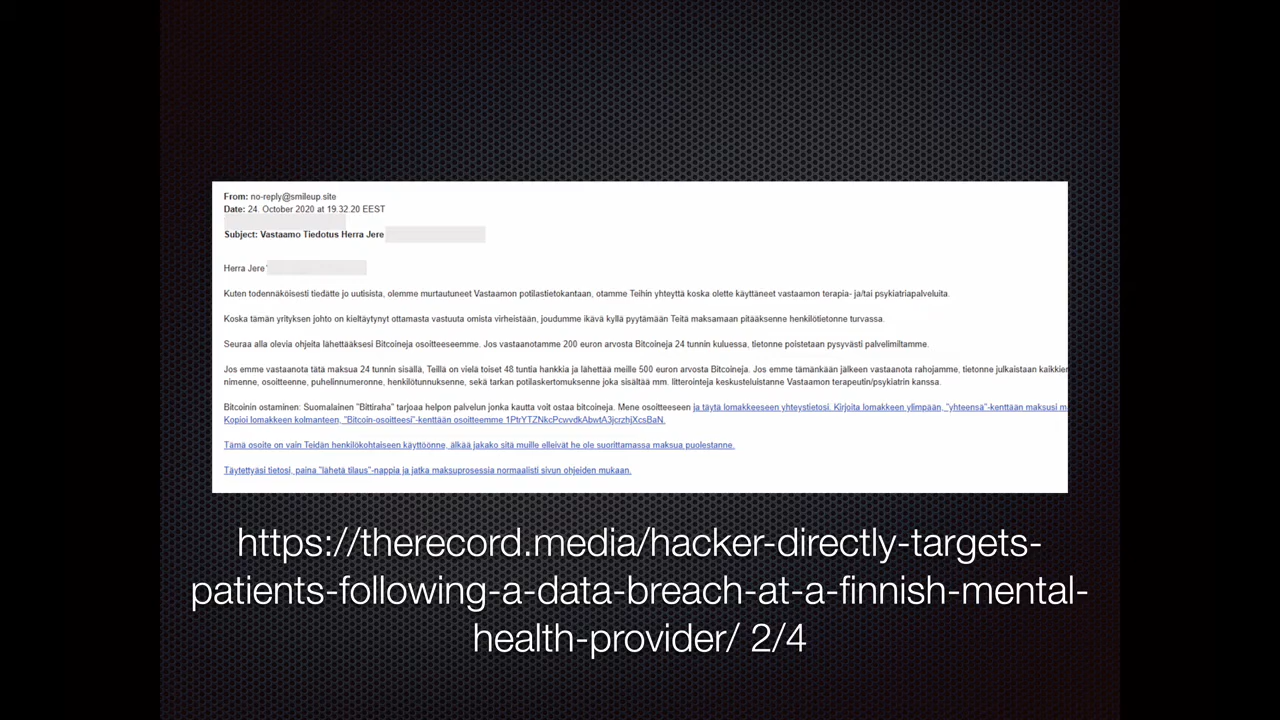 From: no-reply@smileup.site
Date: 24. October 2020 at 19.32.20 EEST
Subject: Vastaamo Tiedotus Herra Jere
Herra Jere
Kuten todennäköisesti tiedätte jo uutisista, olemme murtautuneet Vastaamon potilastietokantaan, otamme Teihin yhteyttä koska olette käyttäneet vastaamon terapia- ja/tai psykiatriapalveluita.
Koska tämän yrityksen johto on kieltäytynyt ottamasta vastuuta omista virheistään, joudumme ikävä kyllä pyytämään Teitä maksamaan pitääksenne henkilötietonne turvassa.
Seuraa alla olevia ohjeita lähettääksesi Bitcoineja osoitteeseemme. Jos vastaanotamme 200 euron arvosta Bitcoineja 24 tunnin kuluessa, tietonne poistetaan pysyvästi palvelimiltamme.
Jos emme vastaanota tätä maksua 24 tunnin sisällä, Teillä on vielä toiset 48 tuntia hankkia ja lähettää meille 500 euron arvosta Bitcoineja. Jos emme tämänkään jälkeen vastaanota rahojamme, tietonne julkaistaan kaikkier
nimenne, osoitteenne, puhelinnumeronne, henkilötunnuksenne, sekä tarkan potilaskertomuksenne joka sisältää mm. litterointeja keskusteluistanne Vastaamon terapeutin/psykiatrin kanssa.
Bitcoinin ostaminen: Suomalainen "Bittiraha" tarjoaa helpon palvelun jonka kautta voit ostaa bitcoineja. Mene osoitteeseen ja täytä lomakkeeseen yhteystietosi. Kirjoita lomakkeen ylimpään, "yhteensä"-kenttään maksusi m
Kopioi lomakkeen kolmanteen, "Bitcoin-osoitteesi"-kenttään osoitteemme 1PtrYTZNkcPcwvdkAbwtA3jcrzhjXcsBaN.
Tämä osoite on vain Teidän henkilökohtaiseen käyttöönne, älkää jakako sitä muille elleivät he ole suorittamassa maksua puolestanne.
Täytettyäsi tietosi, paina "lähetä tilaus"-nappia ja jatka maksuprosessia normaalisti sivun ohjeiden mukaan.
https://therecord.media/hacker-directly-targets-
patients-following-a-data-breach-at-a-finnish-mental-
health-provider/ 2/4